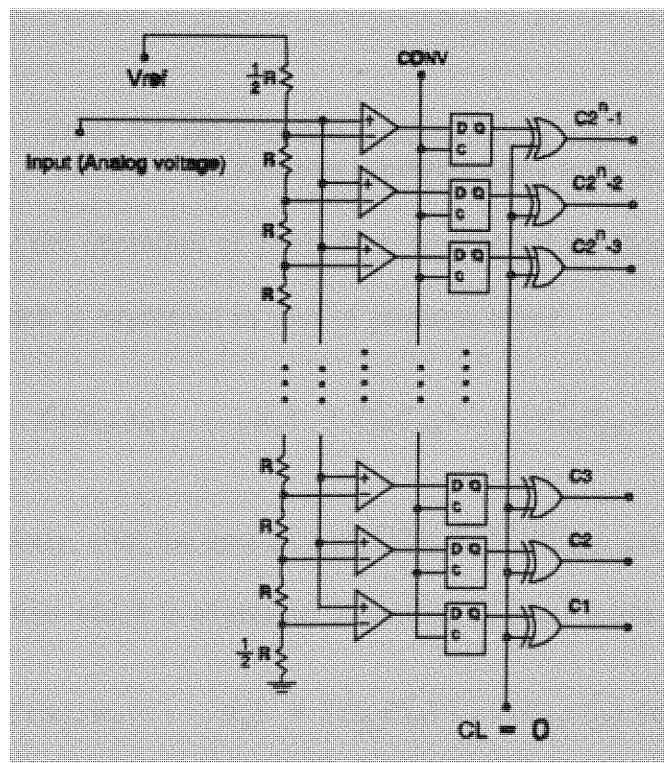 CONV
Vref
1/2 R
D Q
C
C2^n-1
R
Input (Analog voltage)
D Q
C
C2^n-2
R
D Q
C
C2^n-3
R
R
D Q
C
C3
R
D Q
C
C2
R
D Q
C
C1
1/2 R
CL = 0